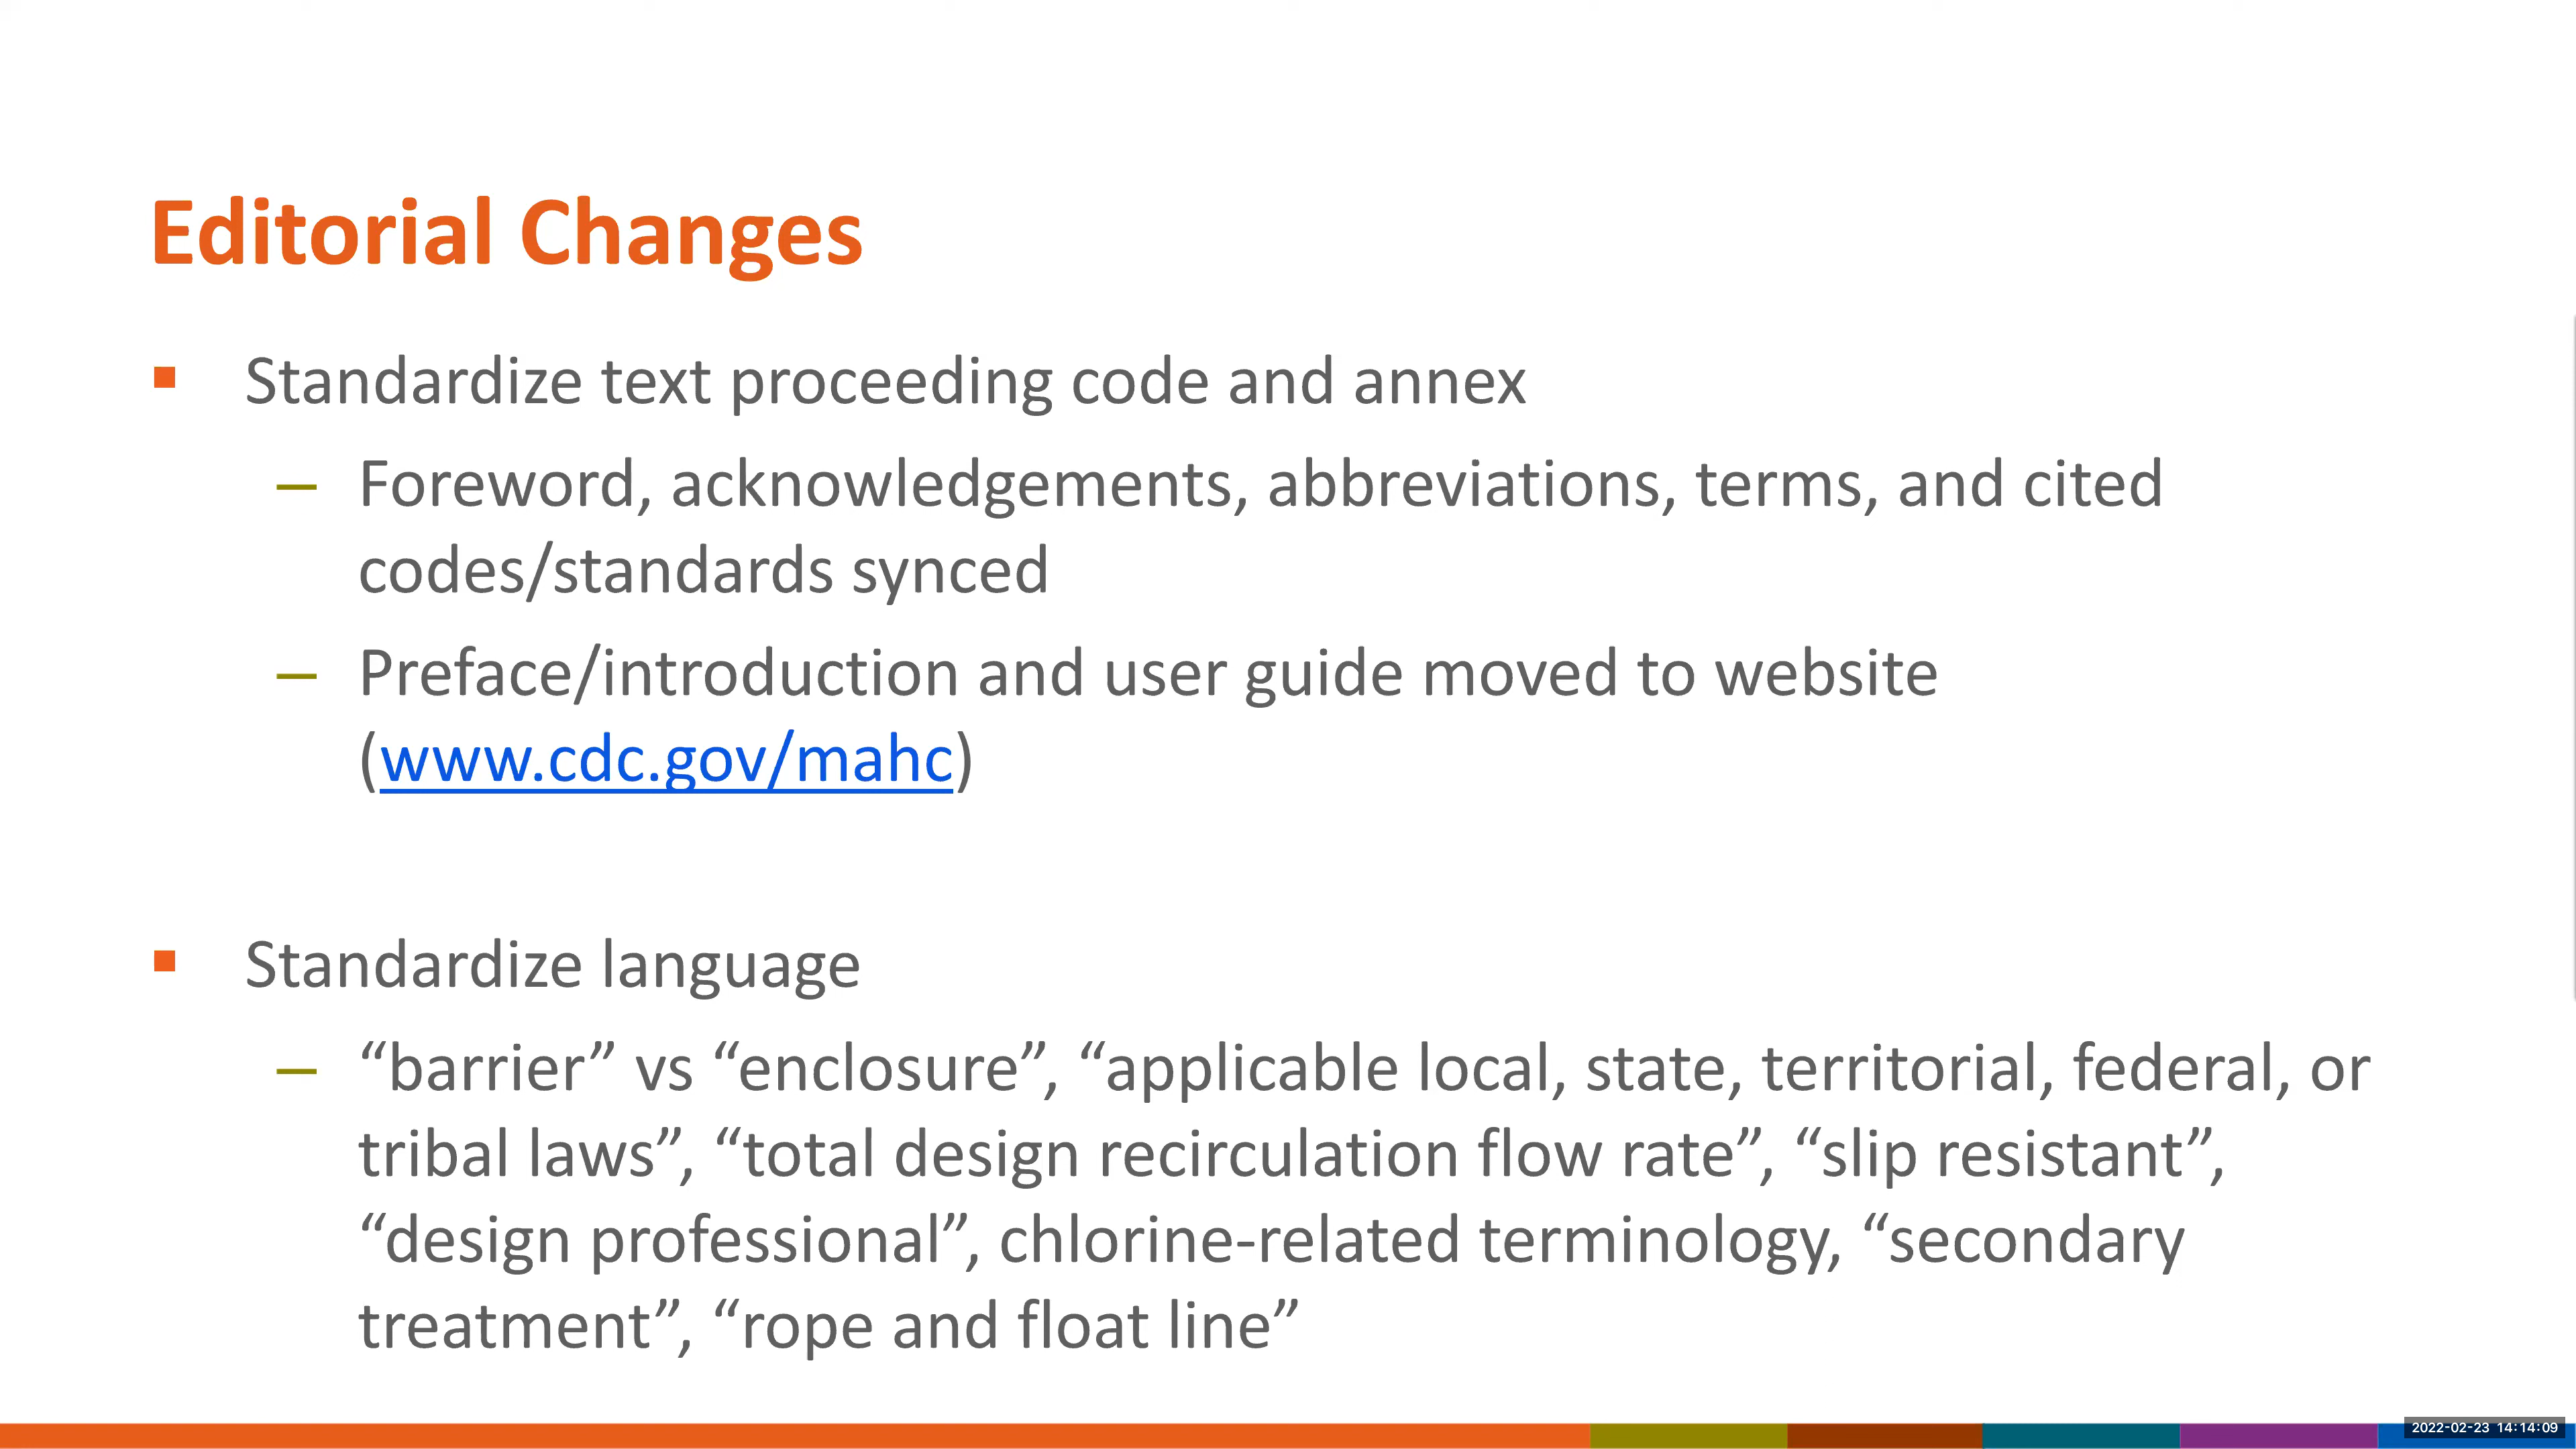 Editorial Changes
▪ Standardize text proceeding code and annex
– Foreword, acknowledgements, abbreviations, terms, and cited
codes/standards synced
– Preface/introduction and user guide moved to website
(www.cdc.gov/mahc)
▪ Standardize language
– “barrier” vs “enclosure”, “applicable local, state, territorial, federal, or
tribal laws”, “total design recirculation flow rate”, “slip resistant”,
“design professional”, chlorine-related terminology, “secondary
treatment”, “rope and float line”
2022-02-23 14:14:09